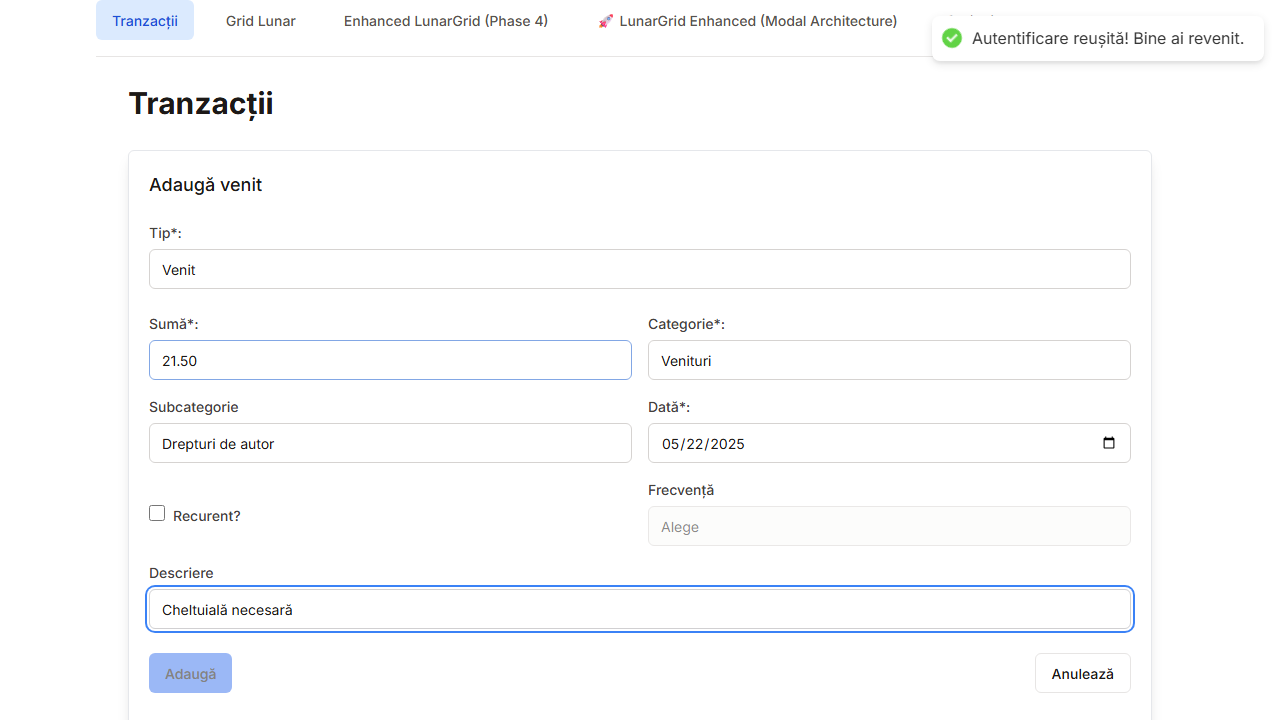 Tranzacții
Grid Lunar
Enhanced LunarGrid (Phase 4)
🚀 LunarGrid Enhanced (Modal Architecture)
Autentificare reușită! Bine ai revenit.
Tranzacții
Adaugă venit
Tip*:
Venit
Sumă*:
Categorie*:
21.50
Venituri
Subcategorie
Dată*:
Drepturi de autor
05/22/2025
Recurent?
Frecvență
Alege
Descriere
Cheltuială necesară
Adaugă
Anulează